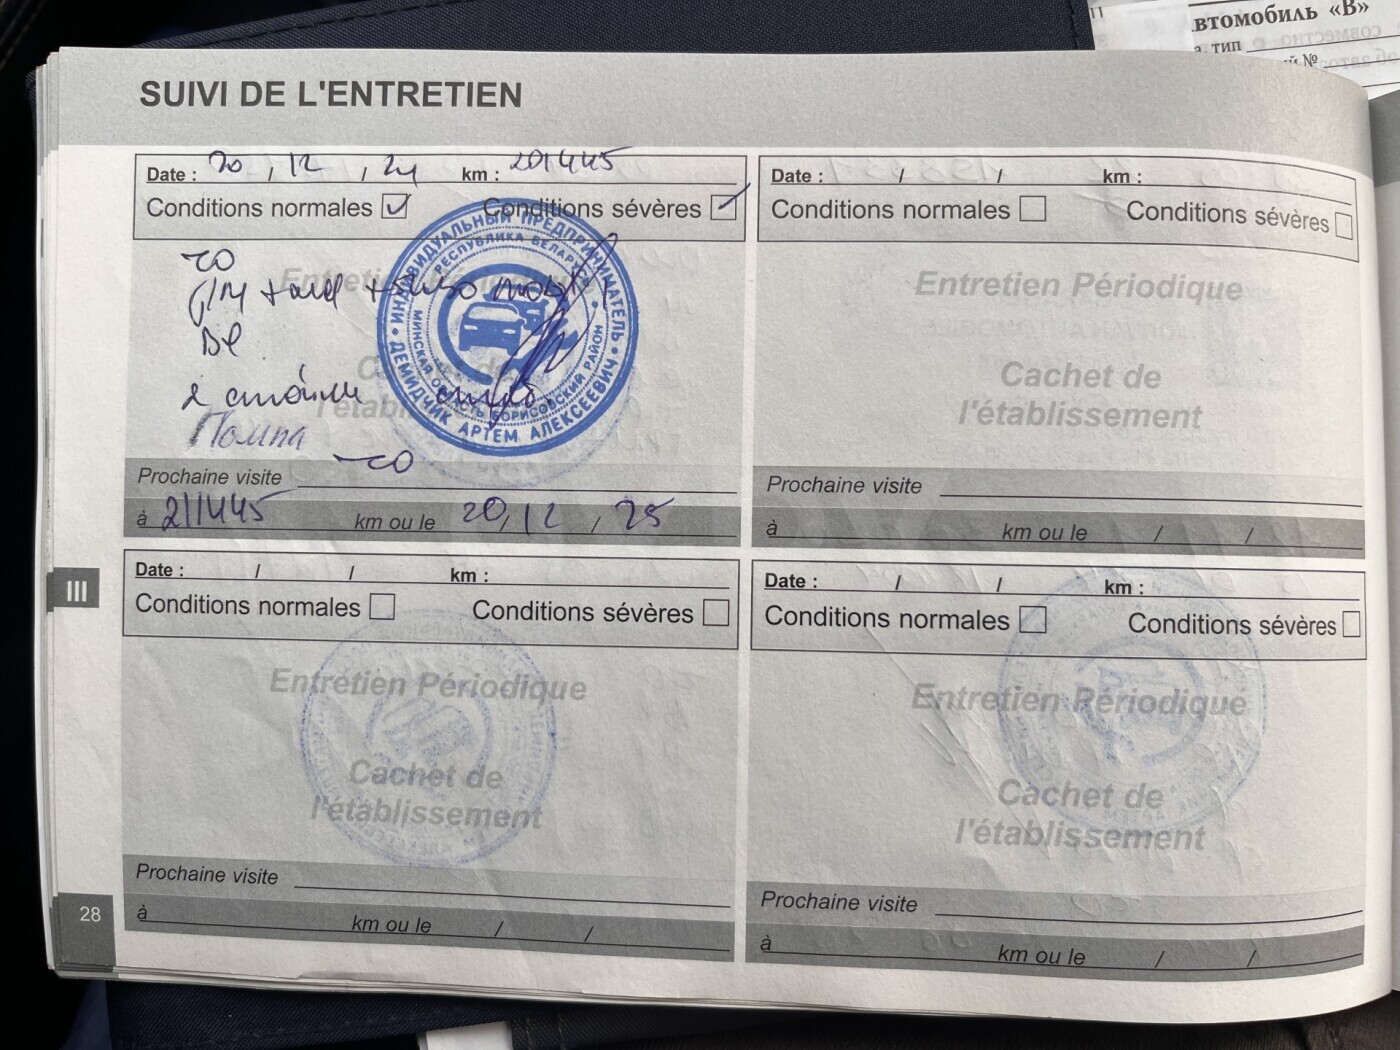 втомобиль «В»
тип
SUIVI DE L'ENTRETIEN
Date : 20 / 12 / 24 km : 201445
Conditions normales Conditions sévères
ТО
Entretien
2 стойки
Помпа
ИНДИВИДУАЛЬНЫЙ ПРЕДПРИНИМАТЕЛЬ
ДЕМИДЧИК АРТЕМ АЛЕКСЕЕВИЧ
РЕСПУБЛИКА БЕЛАРУСЬ
МИНСКАЯ ОБЛАСТЬ БОРИСОВСКИЙ РАЙОН
Prochaine visite ТО
à 211445 km ou le 20 / 12 / 25
Date : / / km :
Conditions normales Conditions sévères
Entretien Périodique
Cachet de
l'établissement
Prochaine visite
à km ou le / /
III
Date : / / km :
Conditions normales Conditions sévères
Entretien Périodique
Cachet de
l'établissement
Prochaine visite
à km ou le / /
Date : / / km :
Conditions normales Conditions sévères
Entretien Périodique
Cachet de
l'établissement
Prochaine visite
à km ou le / /
28